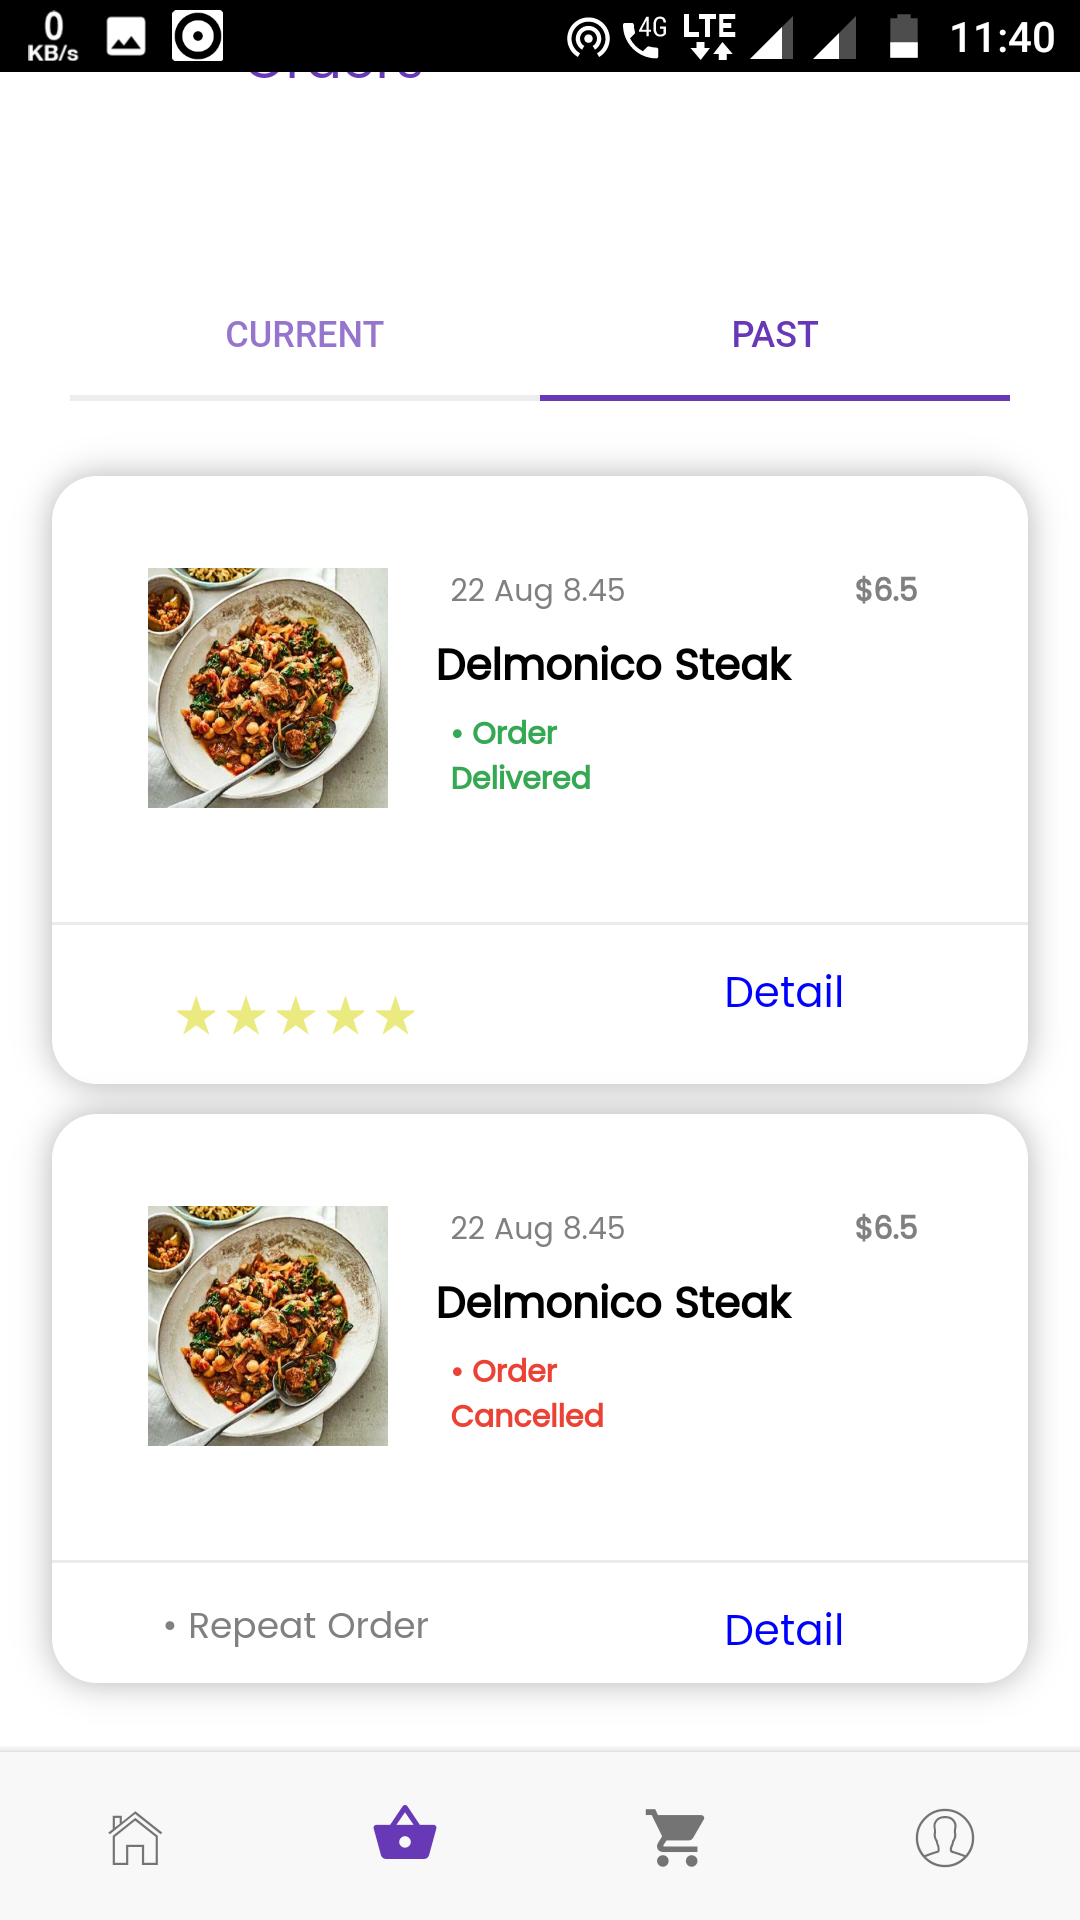 0
KB/s
4G
LTE
11:40
Orders
CURRENT
PAST
22 Aug 8.45
$6.5
Delmonico Steak
• Order
Delivered
Detail
22 Aug 8.45
$6.5
Delmonico Steak
• Order
Cancelled
• Repeat Order
Detail